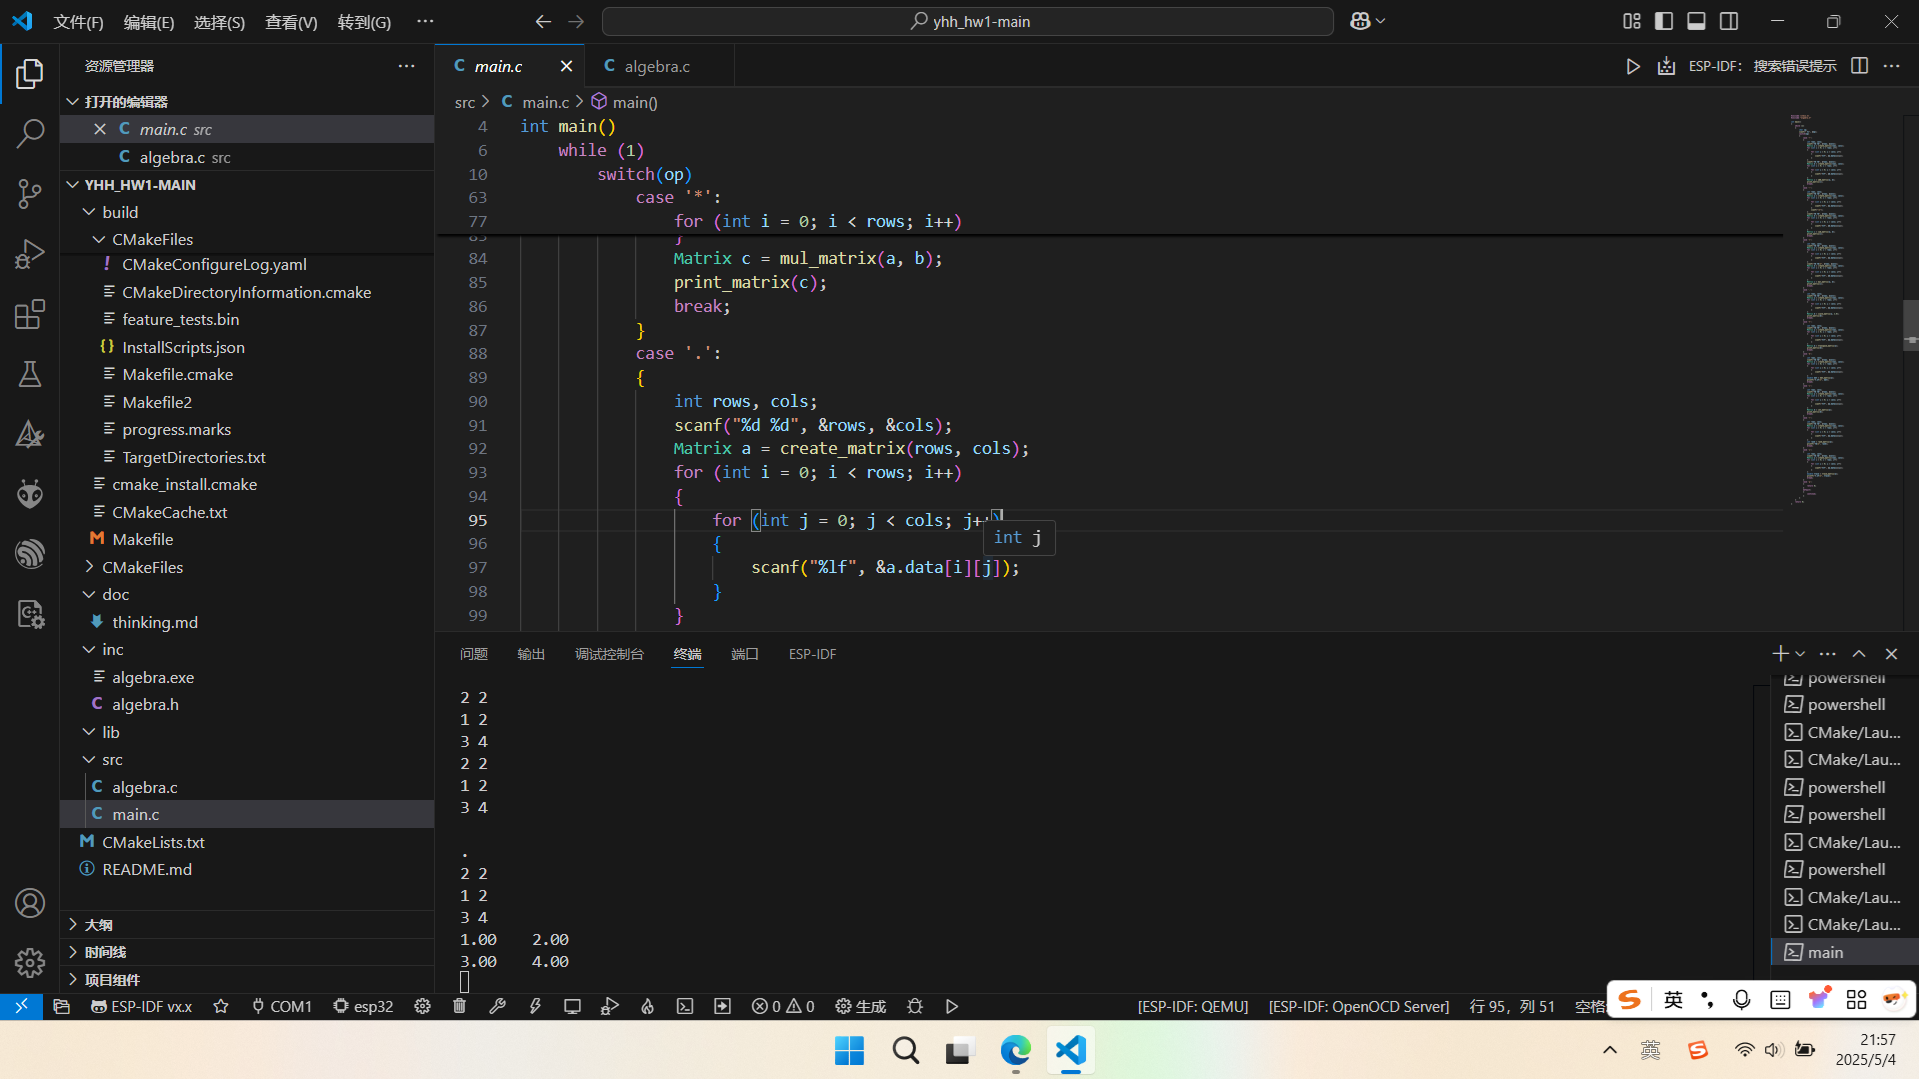 文件(F) 编辑(E) 选择(S) 查看(V) 转到(G) ··· yhh_hw1-main
资源管理器 ···
打开的编辑器
main.c src
algebra.c src
YHH_HW1-MAIN
build
CMakeFiles
CMakeConfigureLog.yaml
CMakeDirectoryInformation.cmake
feature_tests.bin
InstallScripts.json
Makefile.cmake
Makefile2
progress.marks
TargetDirectories.txt
cmake_install.cmake
CMakeCache.txt
Makefile
CMakeFiles
doc
thinking.md
inc
algebra.exe
algebra.h
lib
src
algebra.c
main.c
CMakeLists.txt
README.md
大纲
时间线
项目组件
main.c algebra.c ESP-IDF: 搜索错误提示 ···
src > C main.c > main()
4 int main()
6 while (1)
10 switch(op)
63 case '*':
77 for (int i = 0; i < rows; i++)
83 }
84 Matrix c = mul_matrix(a, b);
85 print_matrix(c);
86 break;
87 }
88 case '.':
89 {
90 int rows, cols;
91 scanf("%d %d", &rows, &cols);
92 Matrix a = create_matrix(rows, cols);
93 for (int i = 0; i < rows; i++)
94 {
95 for (int j = 0; j < cols; j++)
int j
96 {
97 scanf("%lf", &a.data[i][j]);
98 }
99 }
问题 输出 调试控制台 终端 端口 ESP-IDF
2 2
1 2
3 4
2 2
1 2
3 4
.
2 2
1 2
3 4
1.00 2.00
3.00 4.00
powershell
powershell
CMake/Lau...
CMake/Lau...
powershell
powershell
CMake/Lau...
powershell
CMake/Lau...
CMake/Lau...
main
ESP-IDF vx.x COM1 esp32 0 0 生成 [ESP-IDF: QEMU] [ESP-IDF: OpenOCD Server] 行 95，列 51 空格
英
英
21:57
2025/5/4